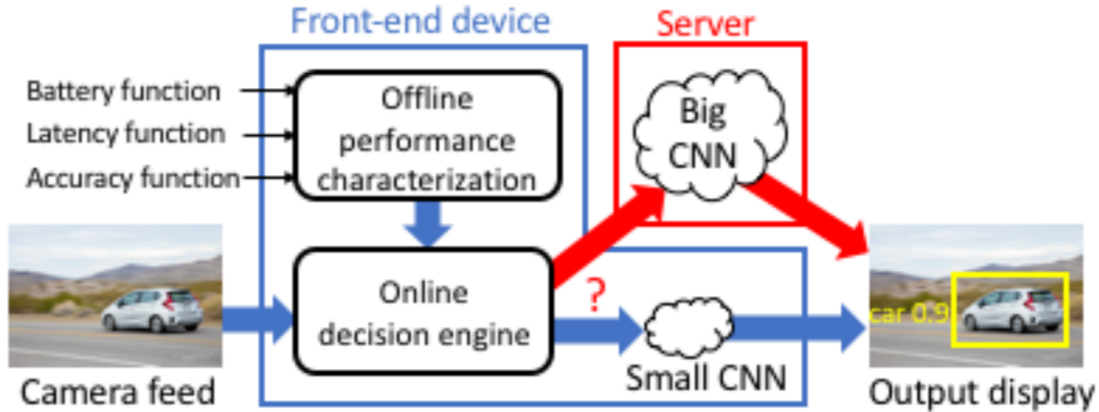 Front-end device
Server
Battery function
Latency function
Accuracy function
Offline
performance
characterization
Big
CNN
Online
decision engine
?
Small CNN
car 0.9
Camera feed
Output display